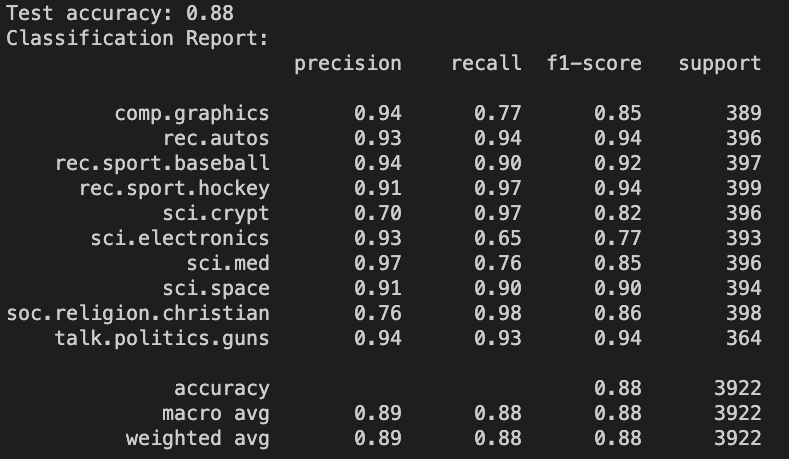 Test accuracy: 0.88
Classification Report:
precision recall f1-score support
comp.graphics 0.94 0.77 0.85 389
rec.autos 0.93 0.94 0.94 396
rec.sport.baseball 0.94 0.90 0.92 397
rec.sport.hockey 0.91 0.97 0.94 399
sci.crypt 0.70 0.97 0.82 396
sci.electronics 0.93 0.65 0.77 393
sci.med 0.97 0.76 0.85 396
sci.space 0.91 0.90 0.90 394
soc.religion.christian 0.76 0.98 0.86 398
talk.politics.guns 0.94 0.93 0.94 364
accuracy 0.88 3922
macro avg 0.89 0.88 0.88 3922
weighted avg 0.89 0.88 0.88 3922